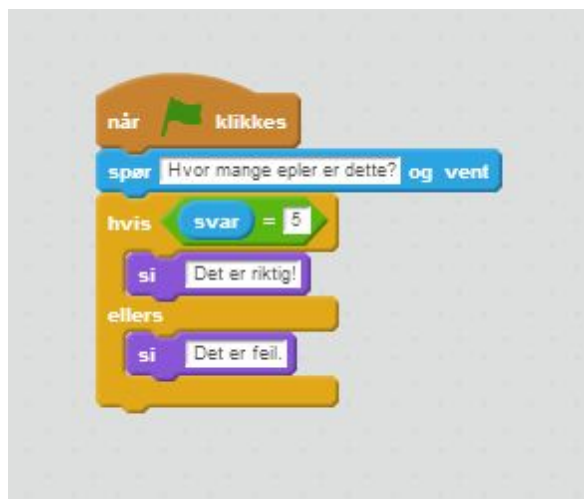 når klikkes
spør Hvor mange epler er dette? og vent
hvis svar = 5
si Det er riktig!
ellers
si Det er feil.